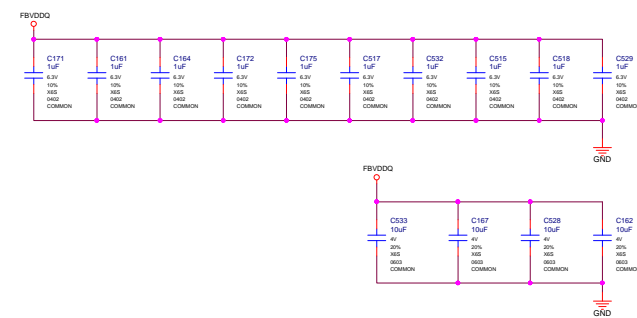 FBVDDQ
C171 C161 C164 C172 C175 C517 C532 C515 C518 C529
1uF 1uF 1uF 1uF 1uF 1uF 1uF 1uF 1uF 1uF
6.3V 6.3V 6.3V 6.3V 6.3V 6.3V 6.3V 6.3V 6.3V 6.3V
10% 10% 10% 10% 10% 10% 10% 10% 10% 10%
X6S X6S X6S X6S X6S X6S X6S X6S X6S X6S
0402 0402 0402 0402 0402 0402 0402 0402 0402 0402
COMMON COMMON COMMON COMMON COMMON COMMON COMMON COMMON COMMON COMMON
GND
FBVDDQ
C533 C167 C528 C162
10uF 10uF 10uF 10uF
4V 4V 4V 4V
20% 20% 20% 20%
X6S X6S X6S X6S
0603 0603 0603 0603
COMMON COMMON COMMON COMMO
GND